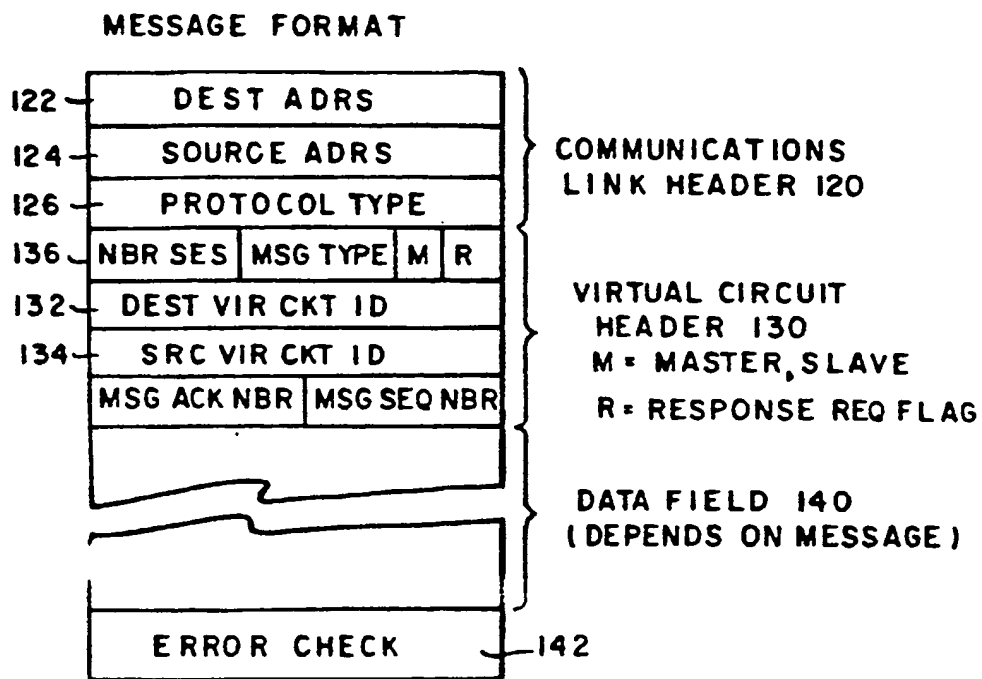 MESSAGE FORMAT
122
DEST ADRS
124
SOURCE ADRS
126
PROTOCOL TYPE
COMMUNICATIONS
LINK HEADER 120
136
NBR SES
MSG TYPE
M
R
132
DEST VIR CKT ID
134
SRC VIR CKT ID
MSG ACK NBR
MSG SEQ NBR
VIRTUAL CIRCUIT
HEADER 130
M = MASTER, SLAVE
R = RESPONSE REQ FLAG
DATA FIELD 140
(DEPENDS ON MESSAGE)
ERROR CHECK
142